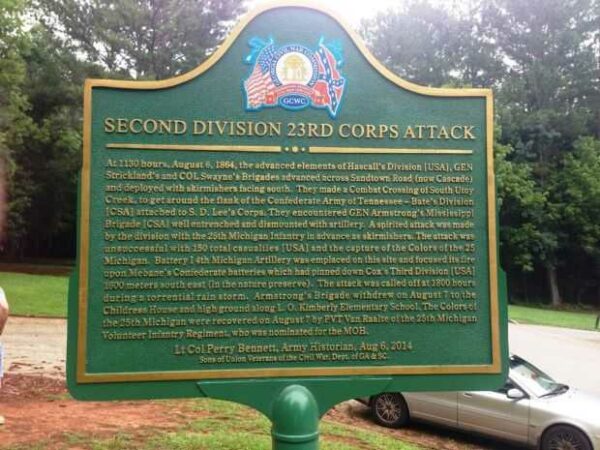 GCWC
SECOND DIVISION 23RD CORPS ATTACK
At 1130 hours, August 6, 1864, the advanced elements of Hascall's Division [USA], GEN
Strickland's and COL Swayne's Brigades advanced across Sandtown Road (now Cascade)
and deployed with skirmishers facing south. They made a Combat Crossing of South Utoy
Creek, to get around the flank of the Confederate Army of Tennessee - Bate's Division
[CSA] attached to S. D. Lee's Corps. They encountered GEN Armstrong's Mississippi
Brigade [CSA] well entrenched and dismounted with artillery. A spirited attack was made
by the division with the 25th Michigan Infantry in advance as skirmishers. The attack was
unsuccessful with 150 total casualties [USA] and the capture of the Colors of the 25
Michigan. Battery I 4th Michigan Artillery was emplaced on this site and focused its fire
upon Mebane's Confederate batteries which had pinned down Cox's Third Division [USA]
1600 meters south east (in the nature preserve). The attack was called off at 1800 hours
during a torrential rain storm. Armstrong's Brigade withdrew on August 7 to the
Childress House and high ground along L. O. Kimberly Elementary School. The Colors of
the 25th Michigan were recovered on August 7 by PVT Van Raalte of the 25th Michigan
Volunteer Infantry Regiment, who was nominated for the MOH.
Lt Col Perry Bennett, Army Historian, Aug 6, 2014
Sons of Union Veterans of the Civil War, Dept. of GA & SC.